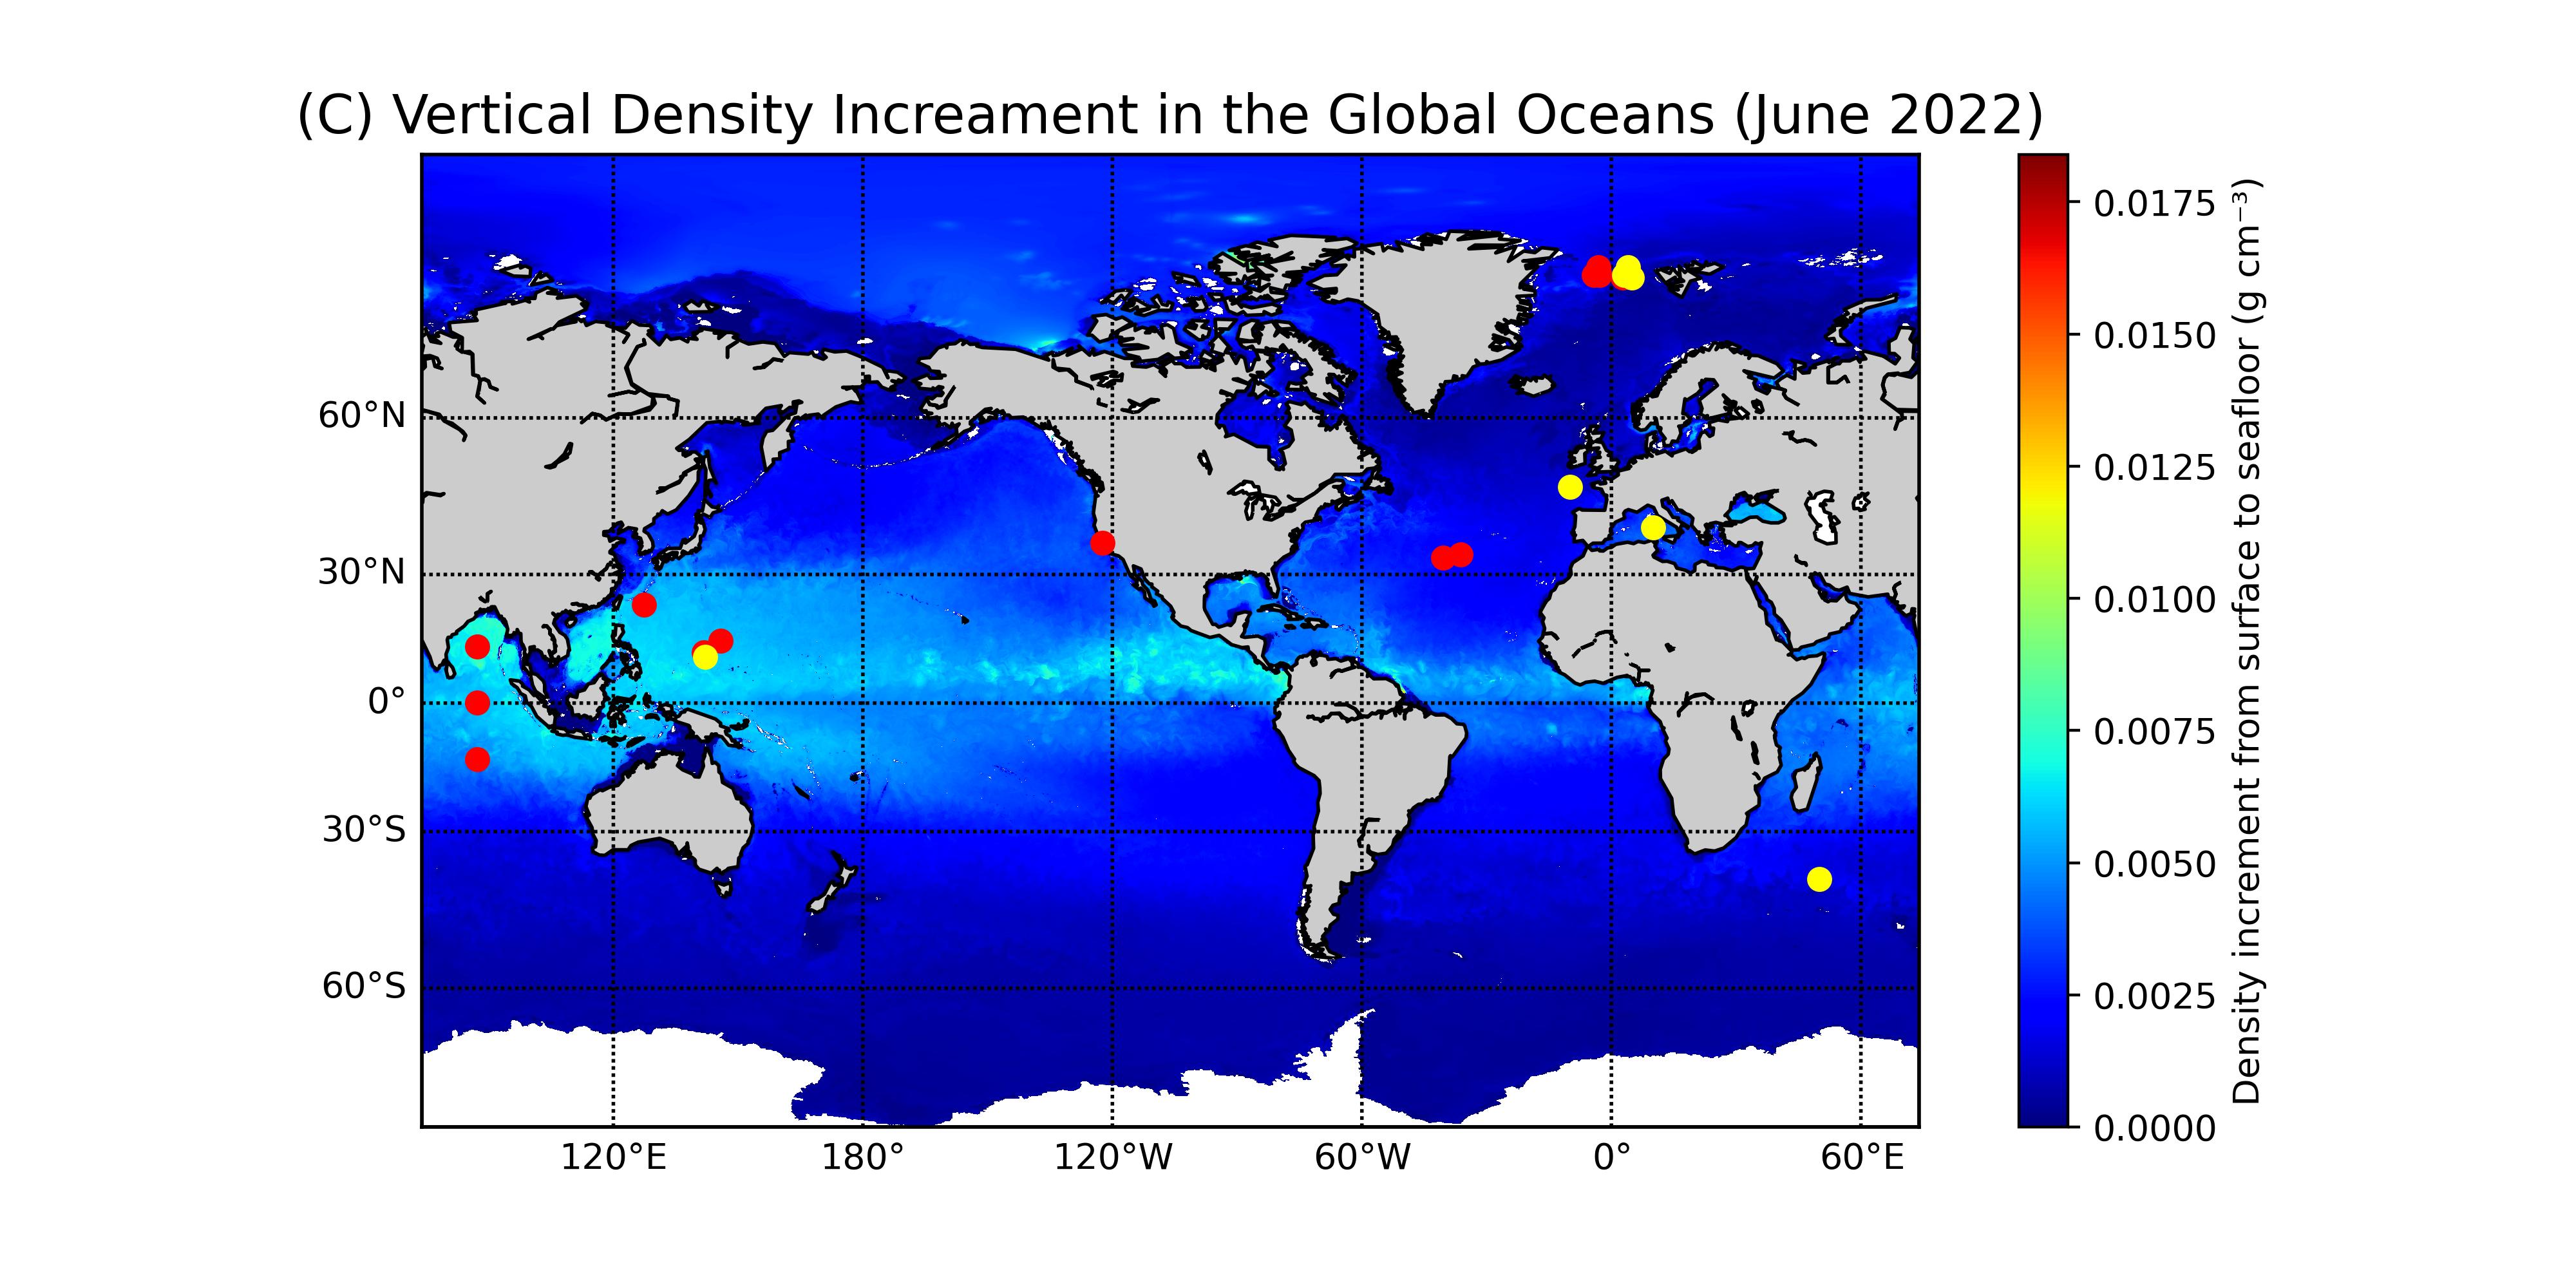 (C) Vertical Density Increament in the Global Oceans (June 2022)
60°N
30°N
0°
30°S
60°S
120°E
180°
120°W
60°W
0°
60°E
0.0175
0.0150
0.0125
0.0100
0.0075
0.0050
0.0025
0.0000
Density increment from surface to seafloor (g cm⁻³)